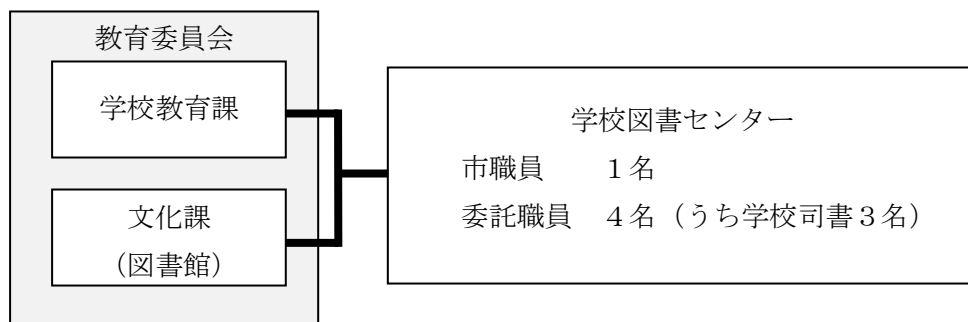 教育委員会
学校教育課
文化課
（図書館）
学校図書センター
市職員　　１名
委託職員　４名（うち学校司書３名）